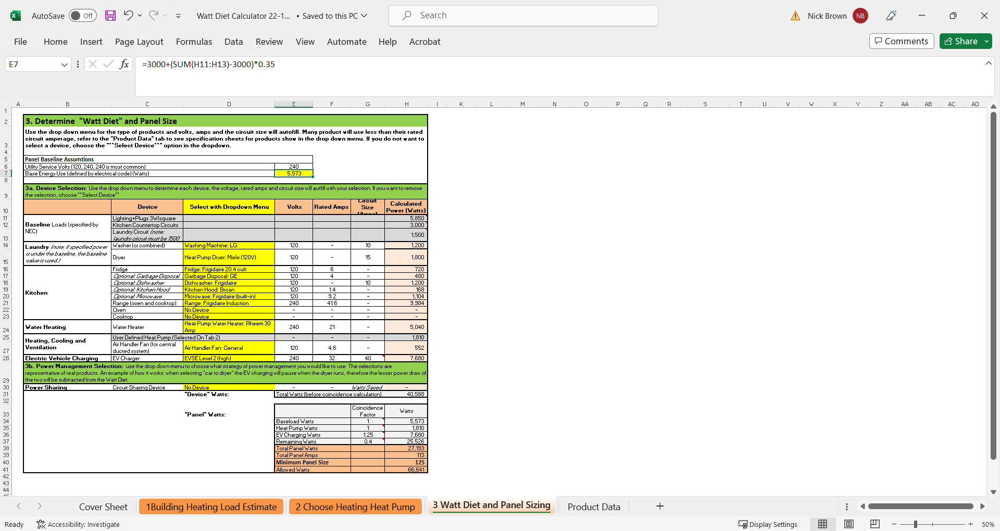 AutoSave Off Watt Diet Calculator 22-1... • Saved to this PC Search Nick Brown NB
File Home Insert Page Layout Formulas Data Review View Automate Help Acrobat Comments Share
E7 fx =3000+(SUM(H11:H13)-3000)*0.35
A B C D E F G H I K L M N O P Q R S T U V W X Y Z AA AB AC AD
1
2 3. Determine "Watt Diet" and Panel Size
Use the drop down menu for the type of products and volts, amps and the circuit size will autofill. Many product will use less than their rated
circuit amperage, refer to the "Product Data" tab to see specification sheets for products show in the drop down menu. If you do not want to
3 select a device, choose the """Select Device""" option in the dropdown.
4
5 Panel Baseline Assumtions
6 Utility Service Volts (120, 240, 240 is most common) 240
7 Base Energy Use (defined by electrical code) (Watts) 5,573
8
3a. Device Selection: Use the drop down menu to determine each device, the voltage, rated amps and circuit size will autfill with your selection. If you want to remove
9 the selection, choose ""Select Device""
10 Device Select with Dropdown Menu Volts Rated Amps Circuit Size (Amps) Calculated Power (Watts)
11 Lighting+Plugs 3W/square 5,850
12 Baseline Loads (specified by NEC) Kitchen Countertop Circuits 3,000
13 Laundry Circuit (note: laundry circuit must be 1500 1,500
14 Laundry (note: if specified power is under the baseline, the baseline value is used.) Washer (or combined) Washing Machine: LG 120 - 10 1,200
15 Dryer Heat Pump Dryer: Miele (120V) 120 - 15 1,800
16 Fridge Fridge: Frigidaire 20.4 cuft 120 6 - 720
17 Optional: Garbage Disposal Garbage Disposal: GE 120 4 - 480
18 Optional: Dishwasher Dishwasher: Frigidaire 120 - 10 1,200
19 Kitchen Optional: Kitchen Hood Kitchen Hood: Broan 120 1.4 - 168
20 Optional: Microwave Microwave: Frigidaire (built-in) 120 9.2 - 1,104
21 Range (oven and cooktop) Range: Frigidaire Induction 240 41.6 - 9,984
22 Oven No Device - - - -
23 Cooktop No Device - - - -
24 Water Heating Water Heater Heat Pump Water Heater: Rheem 30 Amp 240 21 - 5,040
25 Heating, Cooling and Ventilation User Defined Heat Pump (Selected On Tab 2) - - - 1,810
27 Air Handler Fan (for central ducted system) Air Handler Fan: General 120 4.6 - 552
28 Electric Vehicle Charging EV Charger EVSE Level 2 (high) 240 32 40 7,680
3b. Power Management Selection: use the drop down menu to choose what strategy of power management you would like to use. The selections are
representative of real products. An example of how it works: when selecting "car to dryer" the EV charging will pause when the dryer runs, therefore the lesser power draw of
29 the two will be subtracted from the Watt Diet.
30 Power Sharing Circuit Sharing Device No Device - - Watts Saved -
31 "Device" Watts: Total Watts (before coincidence calculation) 40,588
32
33 "Panel" Watts: Coincidence Factor Watts
34 Baseload Watts 1 5,573
35 Heat Pump Watts 1 1,810
36 EV Charging Watts 1.25 7,680
37 Remaining Watts 0.4 25,526
38 Total Panel Watts 27,193
39 Total Panel Amps 113
40 Minimum Panel Size 125
41 Allowed Watts 66,641
42
43
44
Cover Sheet 1Building Heating Load Estimate 2 Choose Heating Heat Pump 3 Watt Diet and Panel Sizing Product Data
Ready Accessibility: Investigate Display Settings 50%